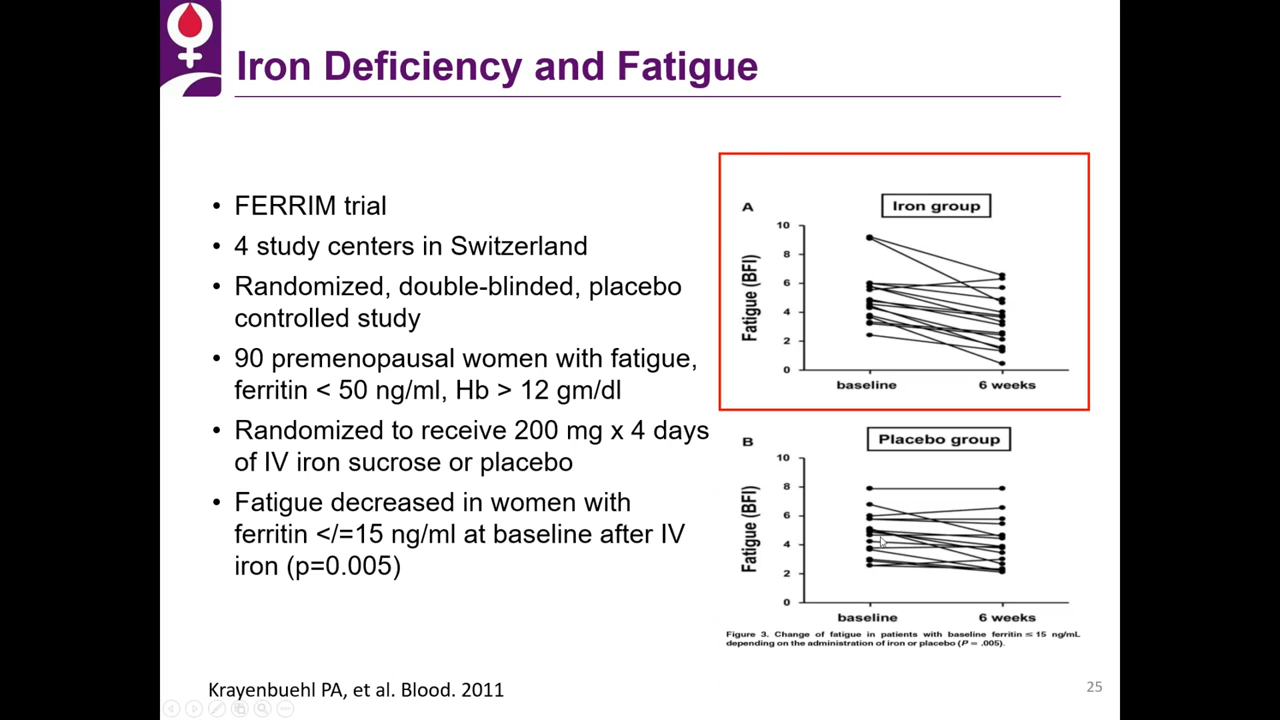 Iron Deficiency and Fatigue
• FERRIM trial
• 4 study centers in Switzerland
• Randomized, double-blinded, placebo
controlled study
• 90 premenopausal women with fatigue,
ferritin < 50 ng/ml, Hb > 12 gm/dl
• Randomized to receive 200 mg x 4 days
of IV iron sucrose or placebo
• Fatigue decreased in women with
ferritin </=15 ng/ml at baseline after IV
iron (p=0.005)
A
Iron group
Fatigue (BFI)
10
8
6
4
2
0
baseline 6 weeks
B
Placebo group
Fatigue (BFI)
10
8
6
4
2
0
baseline 6 weeks
Figure 3. Change of fatigue in patients with baseline ferritin ≤ 15 ng/mL
depending on the administration of iron or placebo (P = .005).
Krayenbuehl PA, et al. Blood. 2011
25